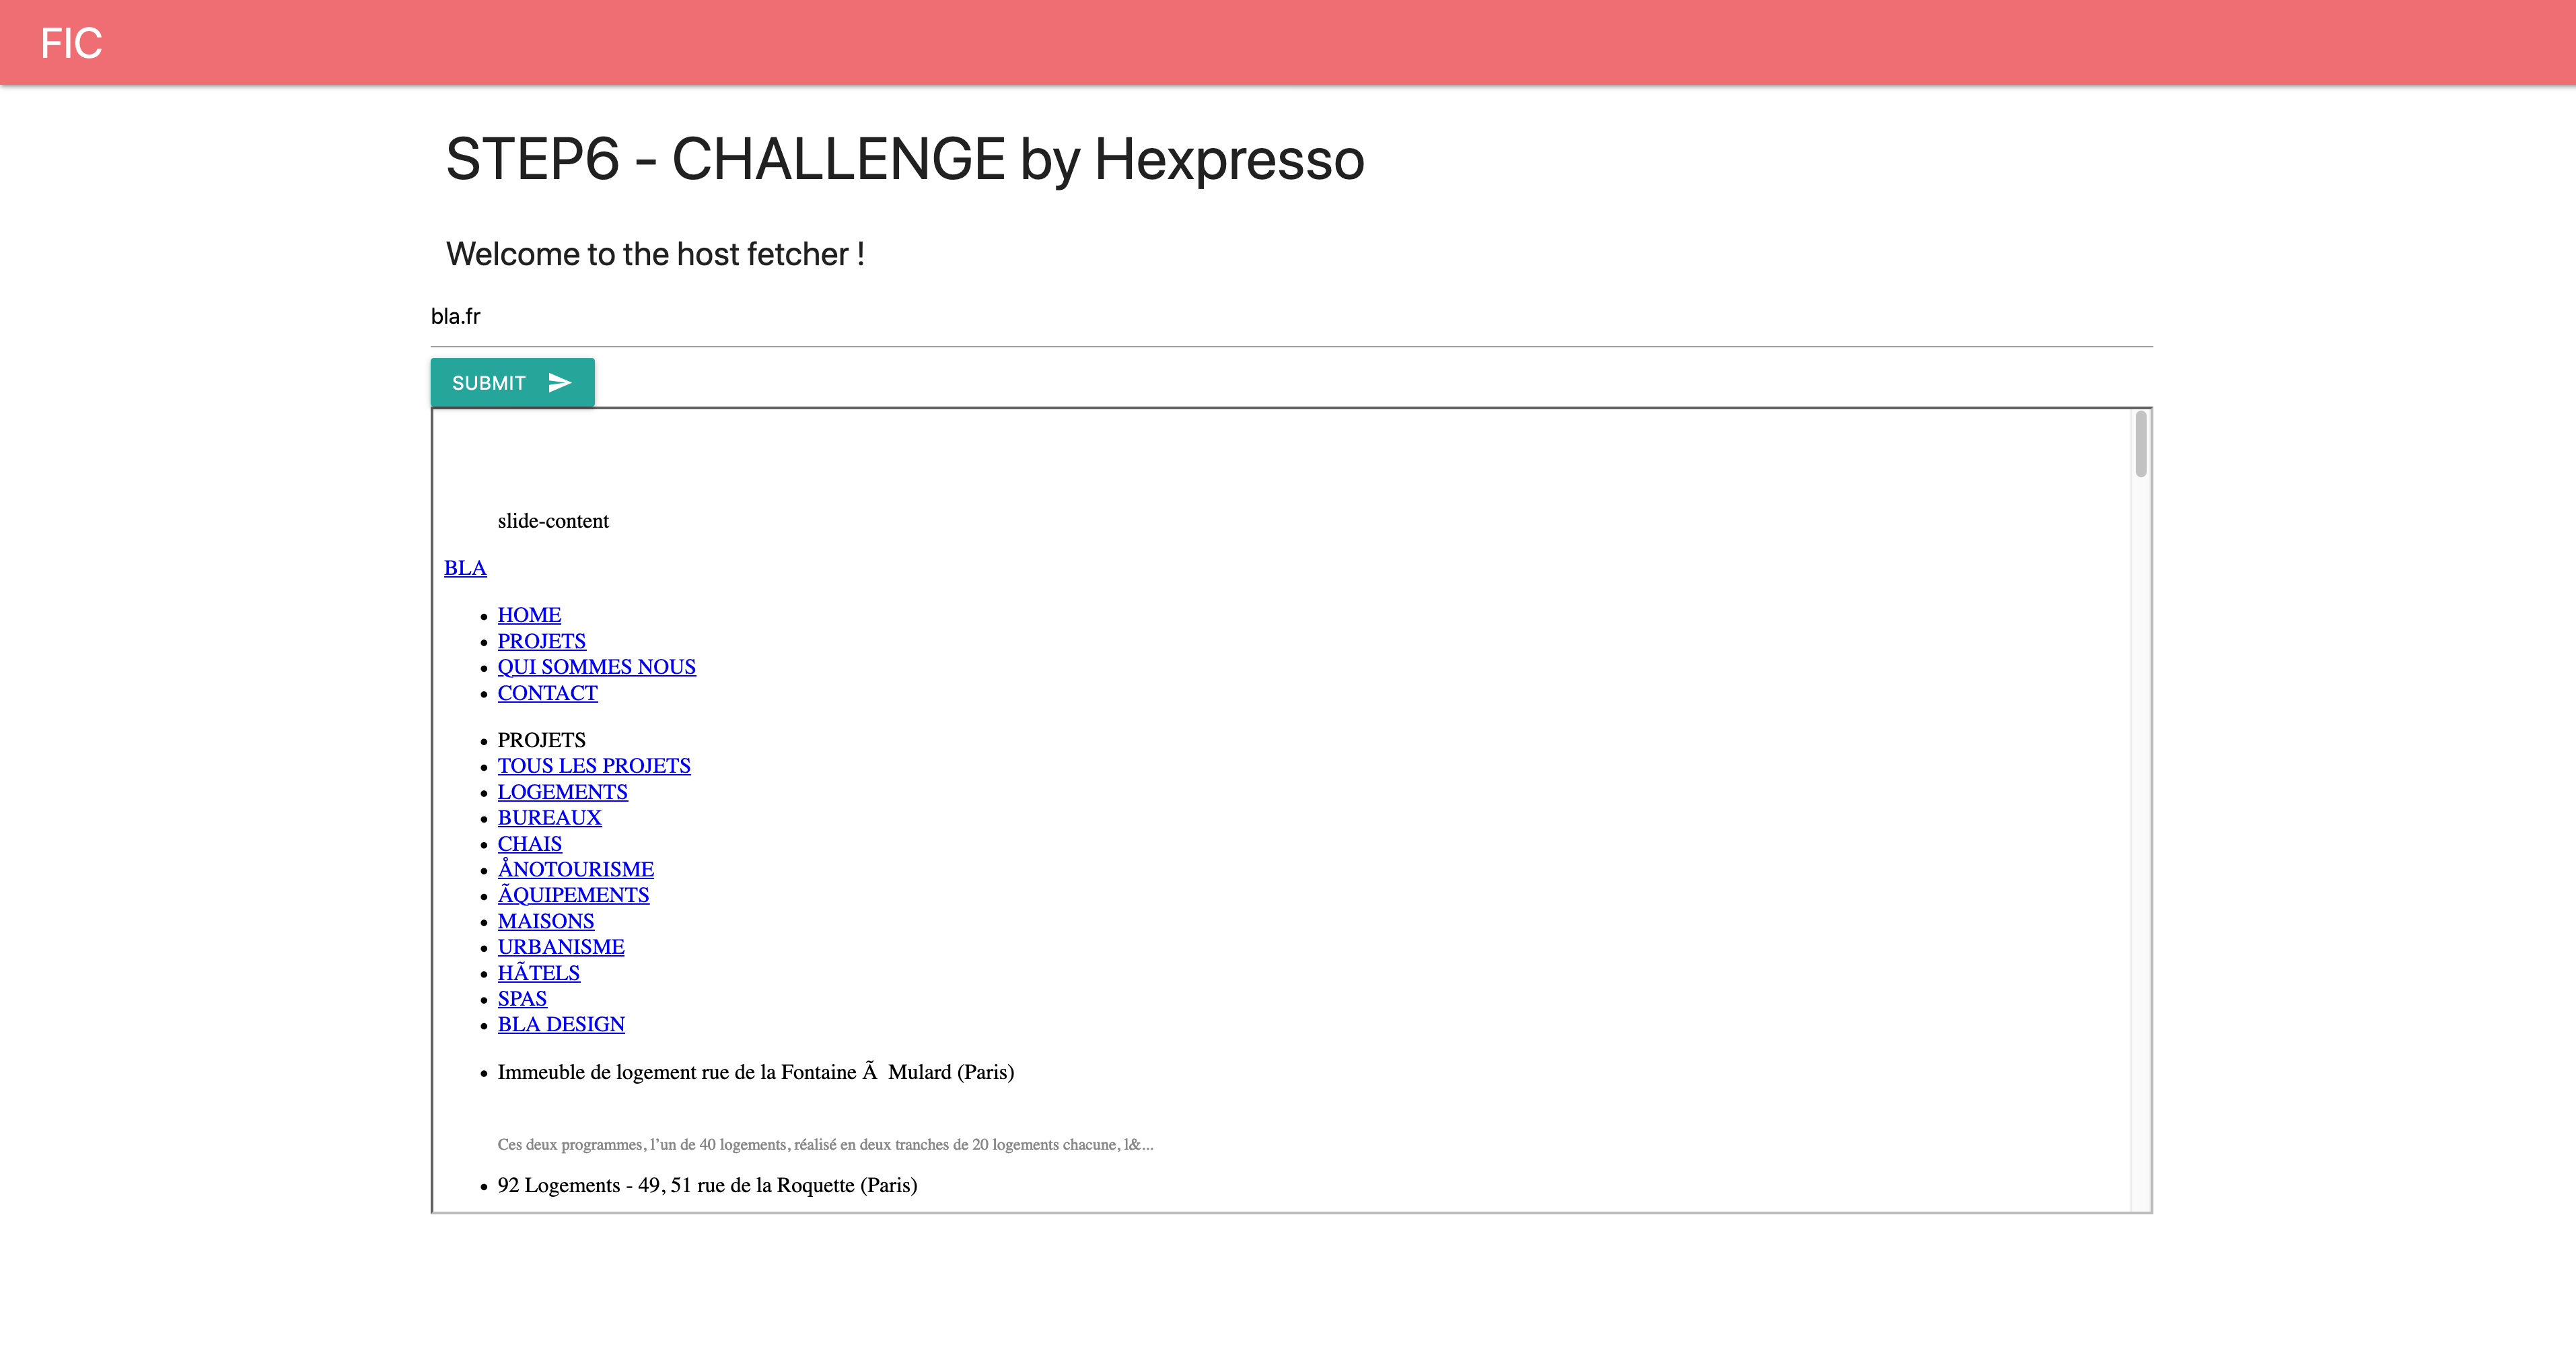 FIC
STEP6 - CHALLENGE by Hexpresso
Welcome to the host fetcher !
bla.fr
SUBMIT
slide-content
BLA
HOME
PROJETS
QUI SOMMES NOUS
CONTACT
PROJETS
TOUS LES PROJETS
LOGEMENTS
BUREAUX
CHAIS
ÅNOTOURISME
ÃQUIPEMENTS
MAISONS
URBANISME
HÃTELS
SPAS
BLA DESIGN
Immeuble de logement rue de la Fontaine Ã  Mulard (Paris)
Ces deux programmes, l’un de 40 logements, réalisé en deux tranches de 20 logements chacune, l&...
92 Logements - 49, 51 rue de la Roquette (Paris)